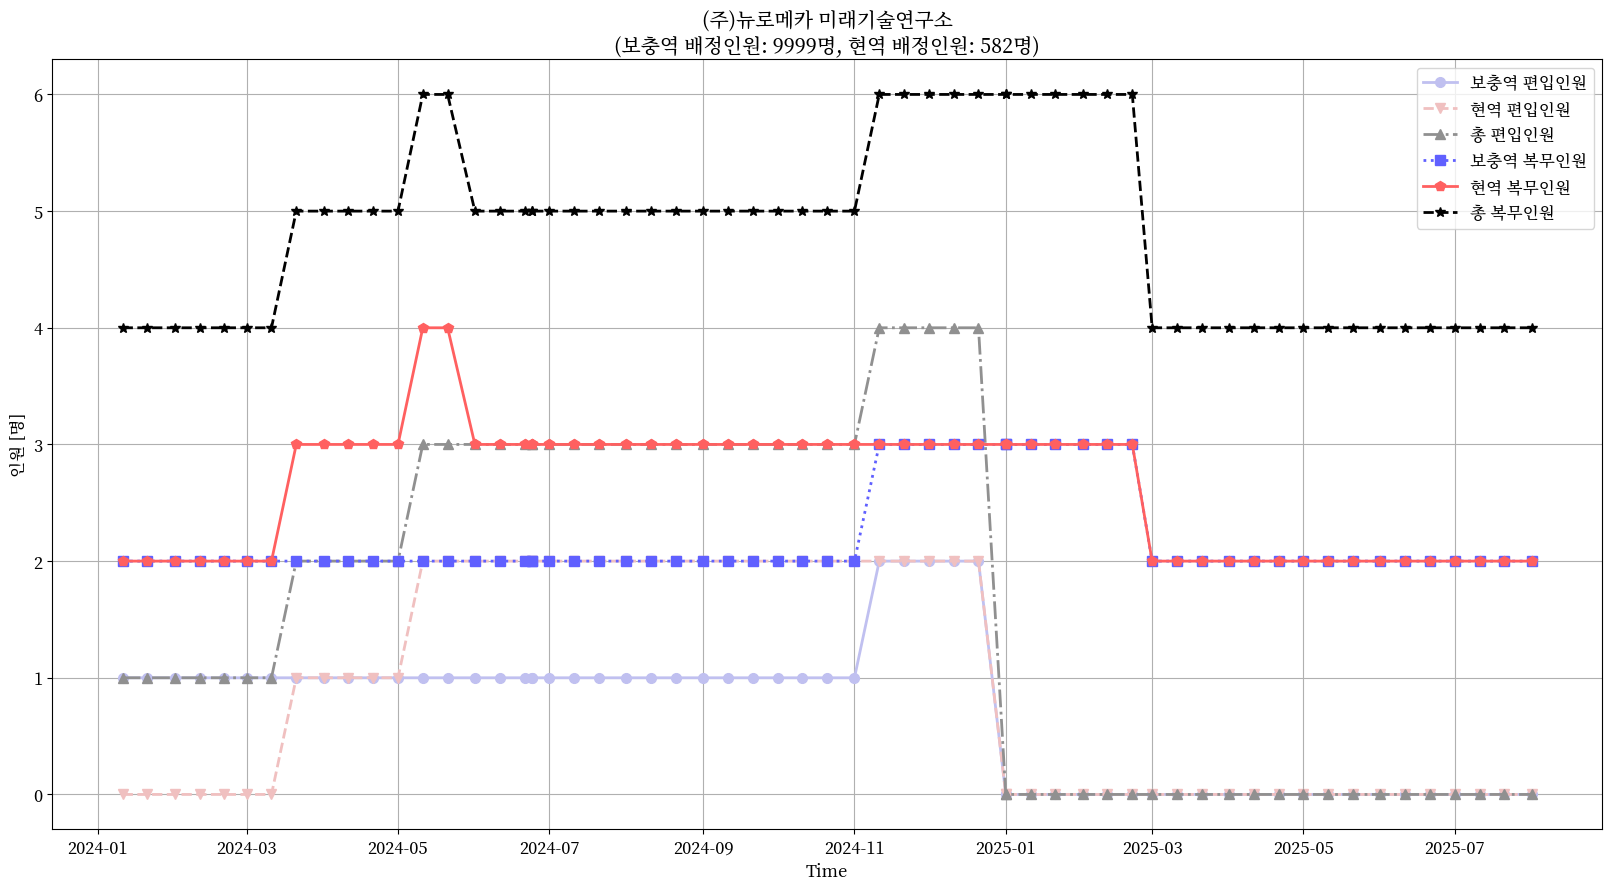 (주)뉴로메카 미래기술연구소
(보충역 배정인원: 9999명, 현역 배정인원: 582명)
보충역 편입인원
현역 편입인원
총 편입인원
보충역 복무인원
현역 복무인원
총 복무인원
인원 [명]
6
5
4
3
2
1
0
2024-01 2024-03 2024-05 2024-07 2024-09 2024-11 2025-01 2025-03 2025-05 2025-07
Time